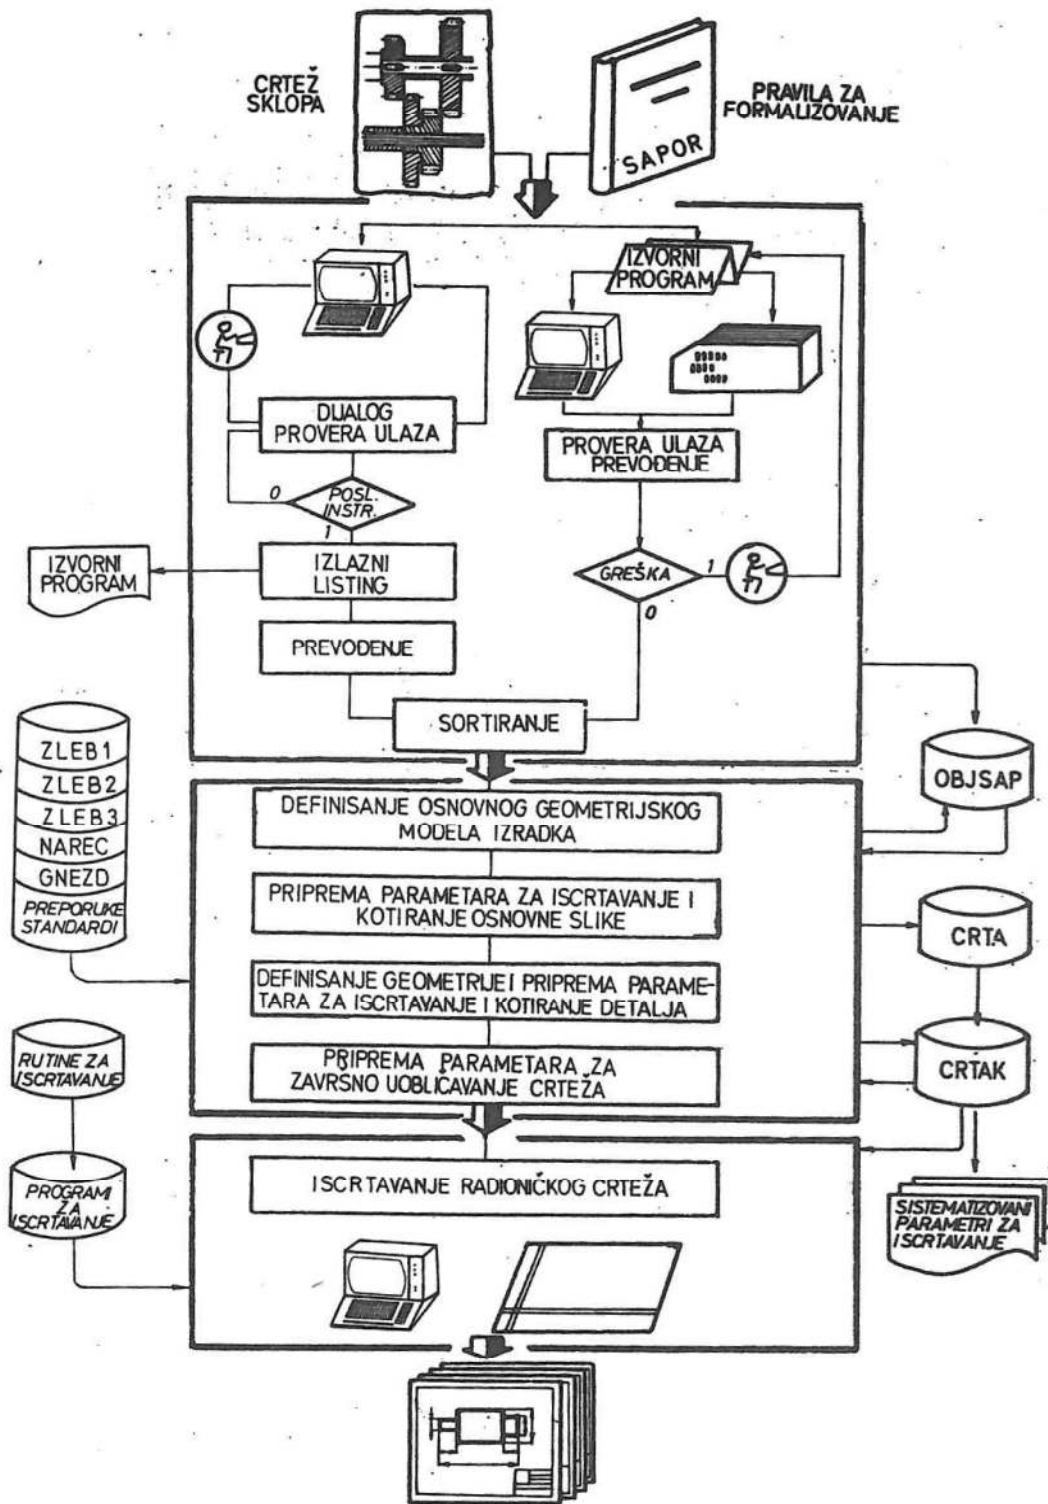 CRTEŽ
SKLOPA
PRAVILA ZA
FORMALIZOVANJE
SAPOR
IZVORNI
PROGRAM
DIJALOG
PROVERA ULAZA
PROVERA ULAZA
PREVOĐENJE
0
POSL.
INSTR.
1
IZVORNI
PROGRAM
IZLAZNI
LISTING
GREŠKA
1
0
PREVOĐENJE
SORTIRANJE
ZLEB1
ZLEB2
ZLEB3
NAREC
GNEZD
PREPORUKE
STANDARDI
OBJSAP
DEFINISANJE OSNOVNOG GEOMETRIJSKOG
MODELA IZRADKA
PRIPREMA PARAMETARA ZA ISCRTAVANJE I
KOTIRANJE OSNOVNE SLIKE
CRTA
DEFINISANJE GEOMETRIJE I PRIPREMA PARAME-
TARA ZA ISCRTAVANJE I KOTIRANJE DETALJA
RUTINE ZA
ISCRTAVANJE
PRIPREMA PARAMETARA ZA
ZAVRSNO UOBLIČAVANJE CRTEŽA
CRTAK
PROGRAMI
ZA
ISCRTAVANJE
ISCRTAVANJE RADIONIČKOG CRTEŽA
SISTEMATIZOVANI
PARAMETRI ZA
ISCRTAVANJE